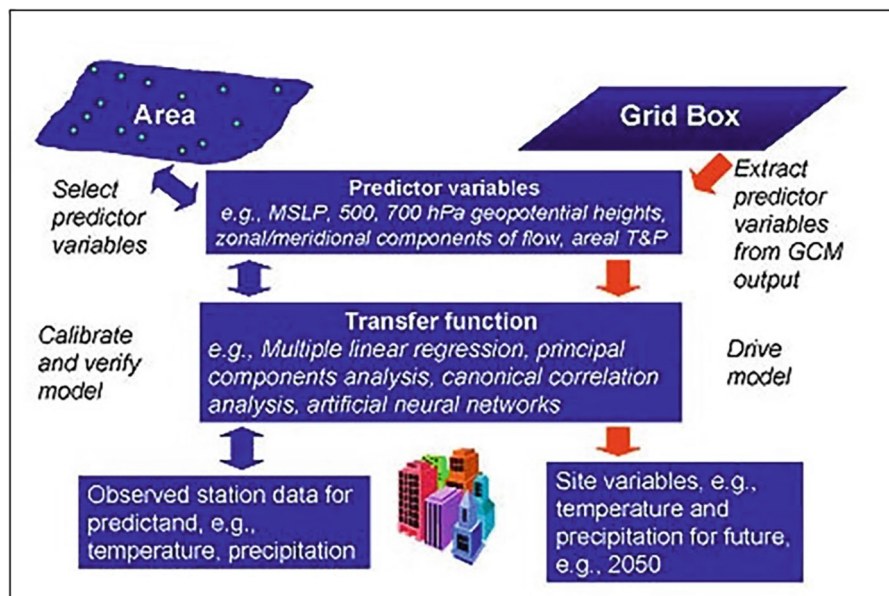 Area
Grid Box
Select
predictor
variables
Predictor variables
e.g., MSLP, 500, 700 hPa geopotential heights,
zonal/meridional components of flow, areal T&P
Extract
predictor
variables
from GCM
output
Calibrate
and verify
model
Transfer function
e.g., Multiple linear regression, principal
components analysis, canonical correlation
analysis, artificial neural networks
Drive
model
Observed station data for
predictand, e.g.,
temperature, precipitation
Site variables, e.g.,
temperature and
precipitation for future,
e.g., 2050